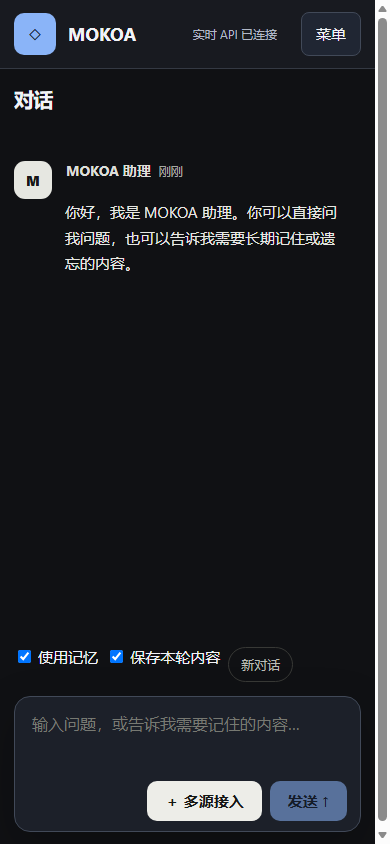 MOKOA
实时 API 已连接
菜单
对话
M
MOKOA 助理 刚刚
你好，我是 MOKOA 助理。你可以直接问
我问题，也可以告诉我需要长期记住或遗
忘的内容。
使用记忆
保存本轮内容
新对话
输入问题，或告诉我需要记住的内容...
+ 多源接入
发送 ↑